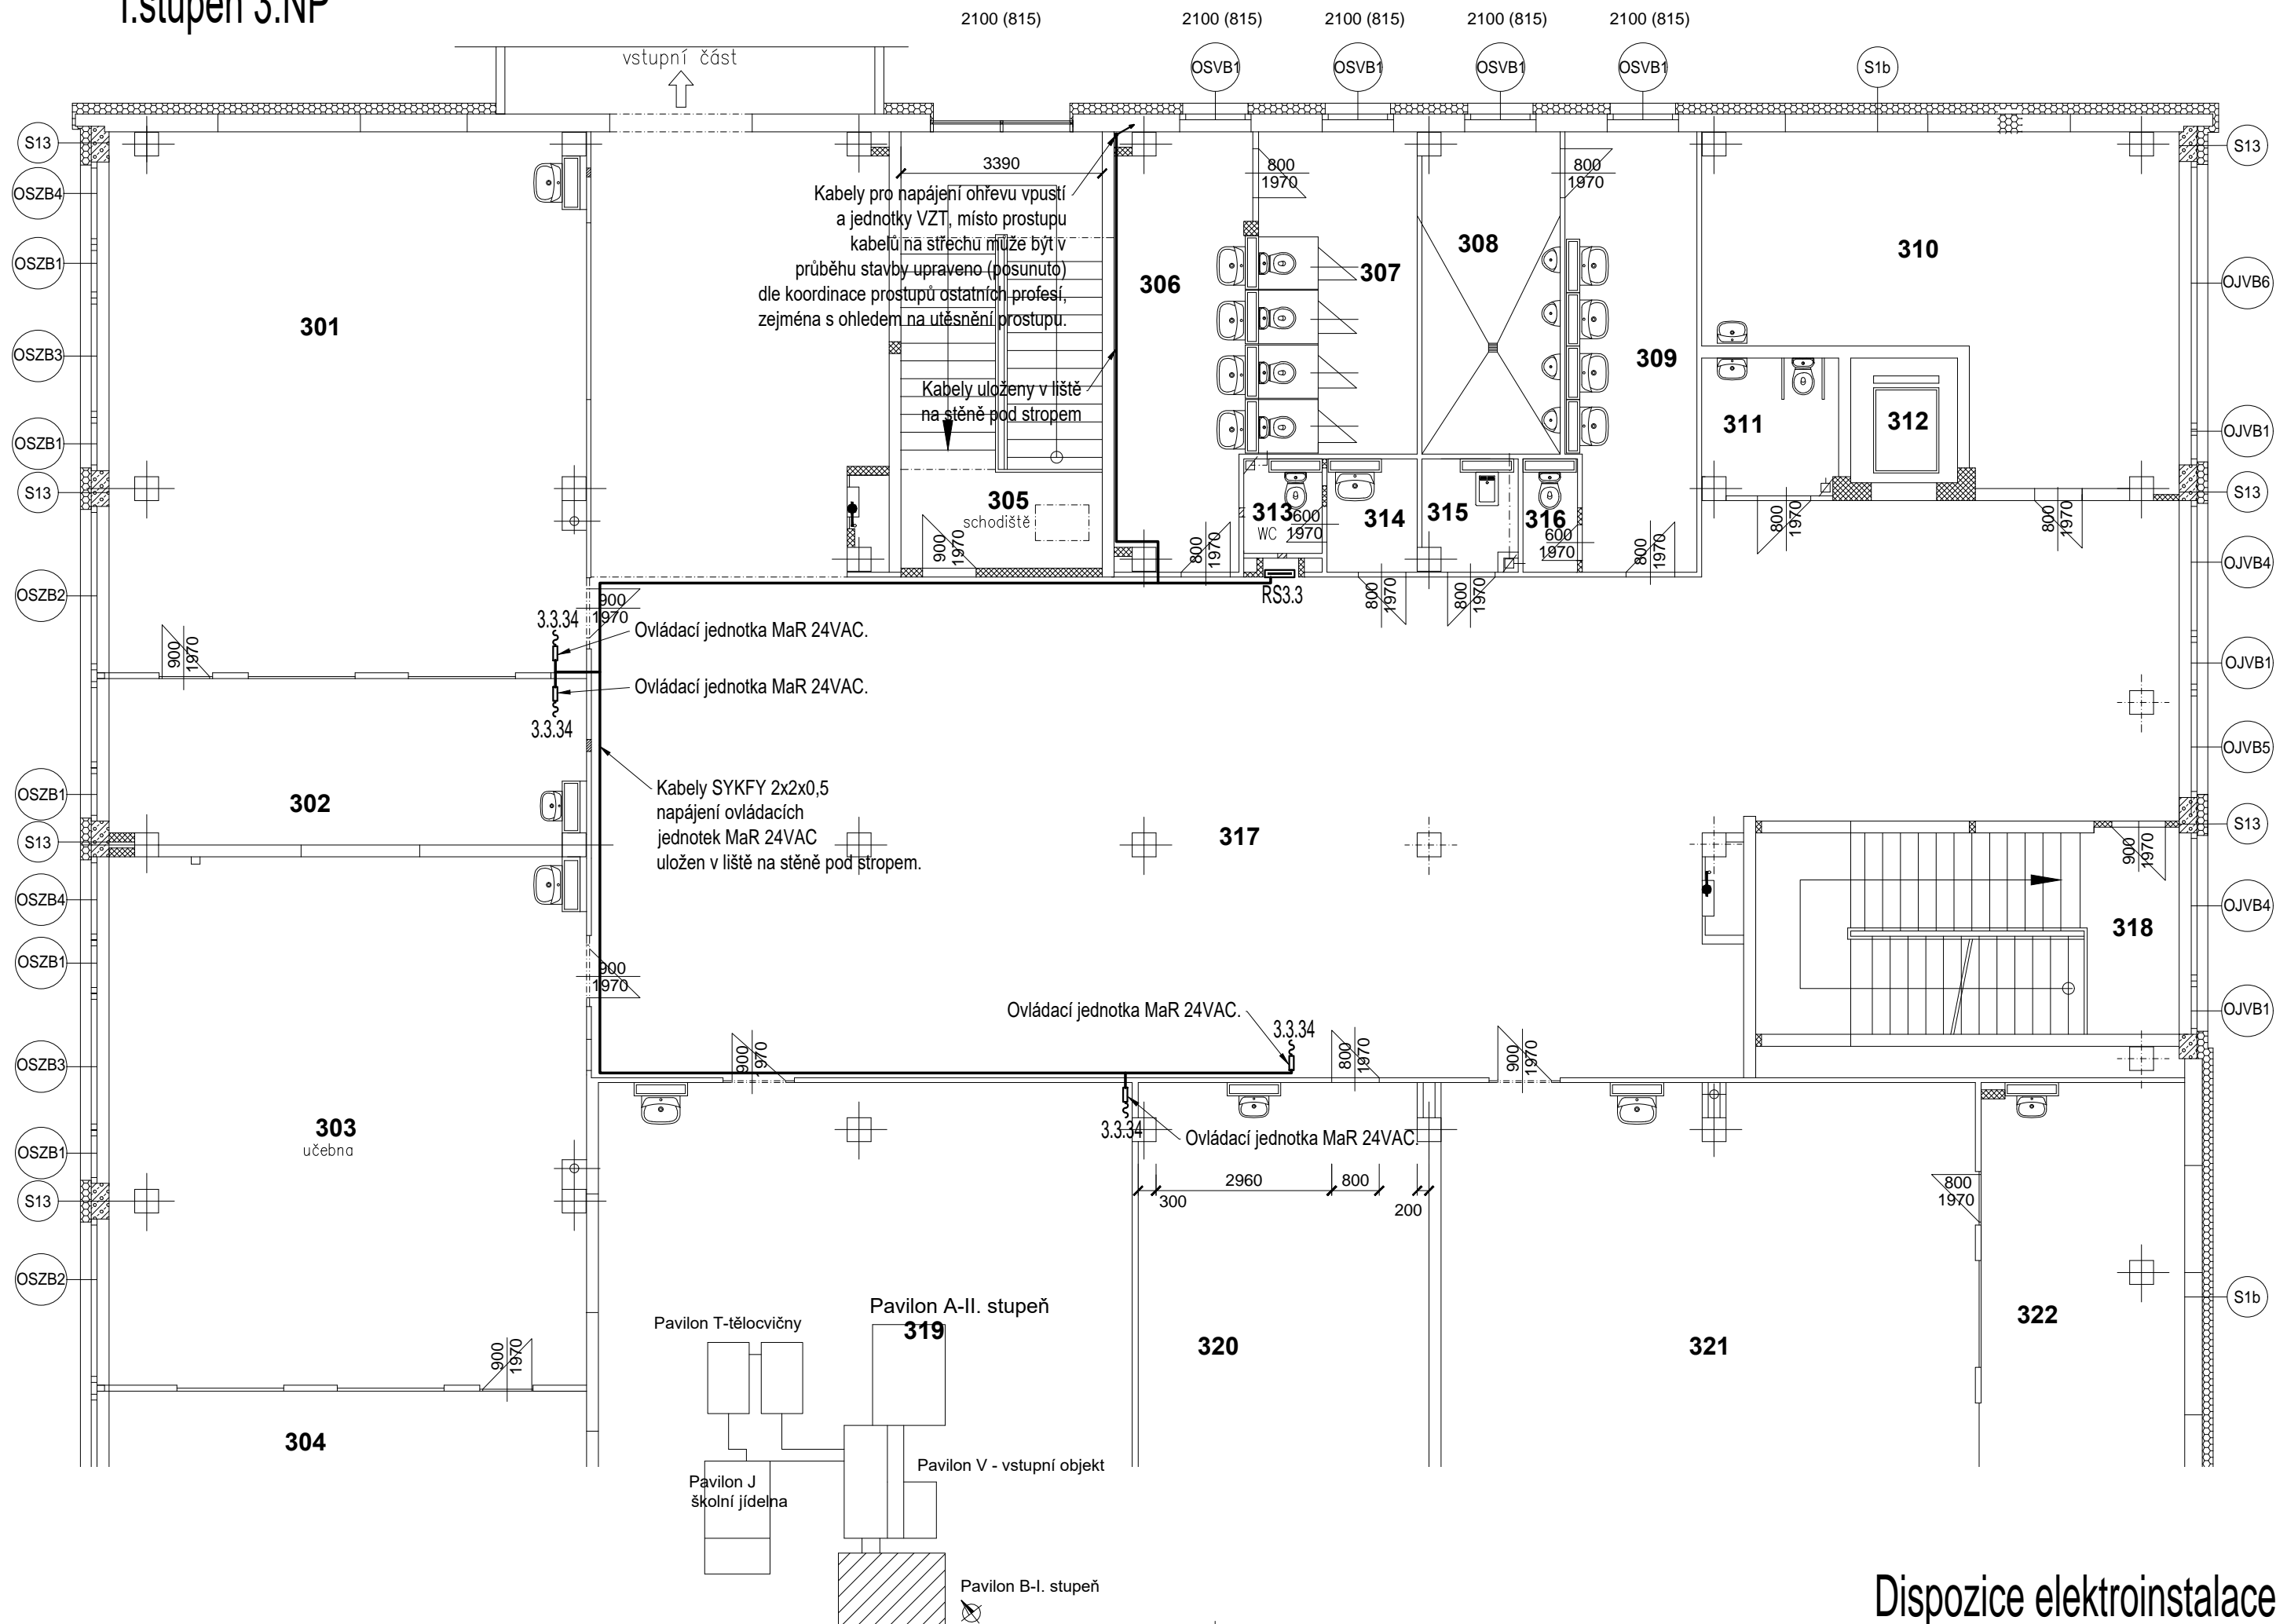 I.stupeň 3.NP
2100 (815)
2100 (815)
2100 (815)
2100 (815)
2100 (815)
vstupní část
OSVB1
OSVB1
OSVB1
OSVB1
S1b
S13
OSZB4
OSZB1
OSZB3
OSZB1
S13
OSZB2
OSZB1
S13
OSZB4
OSZB1
OSZB3
OSZB1
S13
OSZB2
S13
OJVB6
OJVB1
S13
OJVB4
OJVB1
OJVB5
S13
OJVB4
OJVB1
S1b
3390
Kabely pro napájení ohřevu vpustí
a jednotky VZT, místo prostupu
kabelů na střechu může být v
průběhu stavby upraveno (posunuto)
dle koordinace prostupů ostatních profesí,
zejména s ohledem na utěsnění prostupu.
Kabely uloženy v liště
na stěně pod stropem
301
305
schodiště
900
1970
306
800
1970
307
308
800
1970
309
310
311
312
313
WC
600
1970
314
315
316
600
1970
800
1970
800
1970
800
1970
800
1970
800
1970
800
1970
RS3.3
900
1970
3.3.34
Ovládací jednotka MaR 24VAC.
900
1970
Ovládací jednotka MaR 24VAC.
3.3.34
302
Kabely SYKFY 2x2x0,5
napájení ovládacích
jednotek MaR 24VAC
uložen v liště na stěně pod stropem.
317
900
1970
318
900
1970
Ovládací jednotka MaR 24VAC.
3.3.34
900
1970
800
1970
900
1970
303
učebna
3.3.34
Ovládací jednotka MaR 24VAC.
300
2960
800
200
800
1970
900
1970
304
Pavilon A-II. stupeň
319
Pavilon T-tělocvičny
320
321
322
Pavilon V - vstupní objekt
Pavilon J
školní jídelna
Pavilon B-I. stupeň
Dispozice elektroinstalace